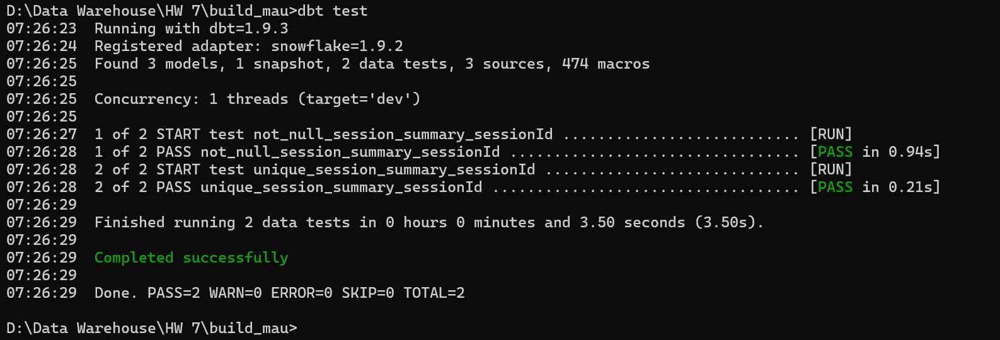 D:\Data Warehouse\HW 7\build_mau>dbt test
07:26:23  Running with dbt=1.9.3
07:26:24  Registered adapter: snowflake=1.9.2
07:26:25  Found 3 models, 1 snapshot, 2 data tests, 3 sources, 474 macros
07:26:25
07:26:25  Concurrency: 1 threads (target='dev')
07:26:25
07:26:27  1 of 2 START test not_null_session_summary_sessionId ........................... [RUN]
07:26:28  1 of 2 PASS not_null_session_summary_sessionId ................................. [PASS in 0.94s]
07:26:28  2 of 2 START test unique_session_summary_sessionId ............................. [RUN]
07:26:28  2 of 2 PASS unique_session_summary_sessionId ................................... [PASS in 0.21s]
07:26:29
07:26:29  Finished running 2 data tests in 0 hours 0 minutes and 3.50 seconds (3.50s).
07:26:29
07:26:29  Completed successfully
07:26:29
07:26:29  Done. PASS=2 WARN=0 ERROR=0 SKIP=0 TOTAL=2
D:\Data Warehouse\HW 7\build_mau>